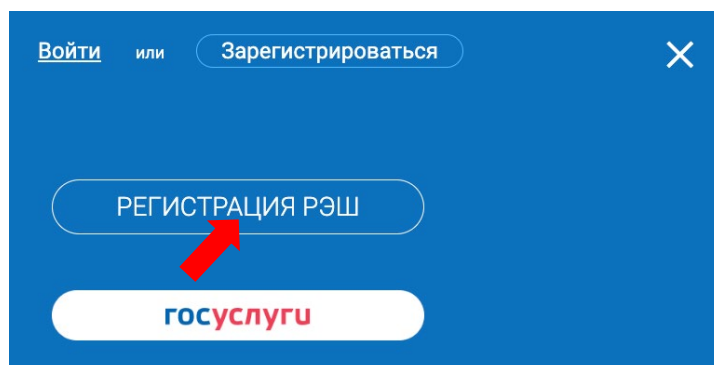 Войти или Зарегистрироваться
РЕГИСТРАЦИЯ РЭШ
госуслуги